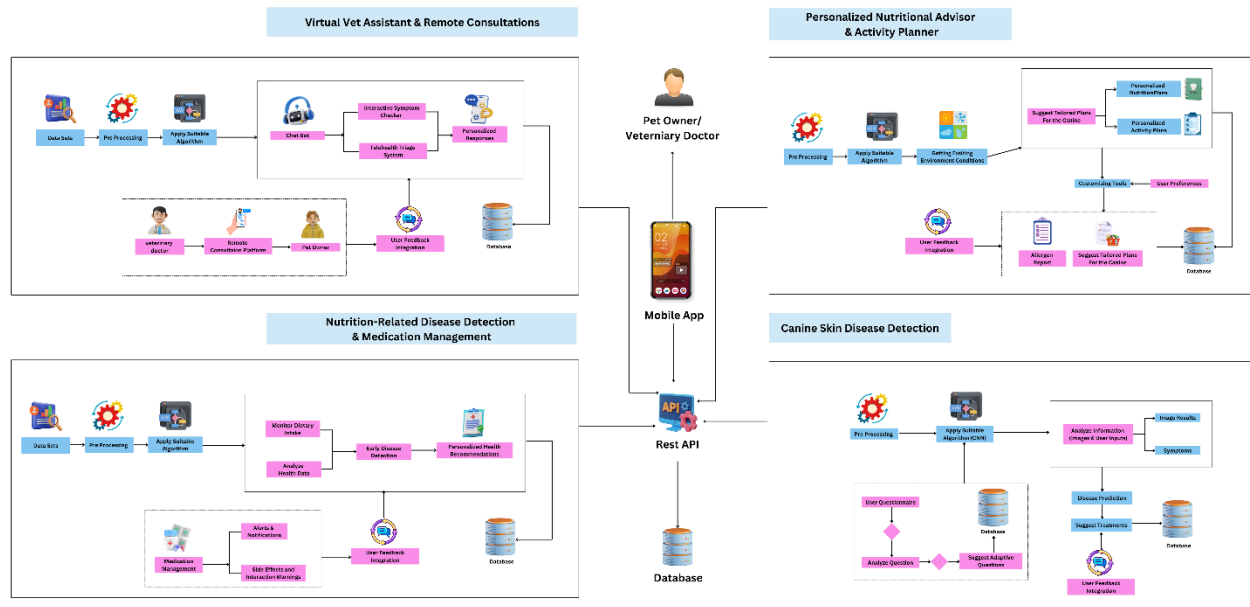 Virtual Vet Assistant & Remote Consultations
Data Sets
Pre Processing
Apply Suitable
Algorithm
Chat Bot
Interactive Symptom
Checker
Telehealth Triage
System
Personalized
Responses
veterinary
doctor
Remote
Consultation Platform
Pet Owner
User Feedback
Integration
Database
Pet Owner/
Veterniary Doctor
Mobile App
Rest API
Database
Personalized Nutritional Advisor
& Activity Planner
Pre Processing
Apply Suitable
Algorithm
Getting Exsiting
Environment Conditions
Suggest Tailored Plans
For the Canine
Personalized
Nutrition Plans
Personalized
Activity Plans
Customizing Tools
User Preferences
User Feedback
Integration
Allergen
Report
Suggest Tailored Plans
For the Canine
Database
Nutrition-Related Disease Detection
& Medication Management
Data Sets
Pre Processing
Apply Suitable
Algorithm
Monitor Dietary
Intake
Analyze
Health Data
Early Disease
Detection
Personalized Health
Recommendations
Medication
Management
Alerts &
Notifications
Side Effects and
Interaction Warnings
User Feedback
Integration
Database
Canine Skin Disease Detection
Pre Processing
Apply Suitable
Algorithm (CNN)
Analyze Information
(Images & User Inputs)
Image Results
Symptoms
User Questionaire
Analyze Question
Suggest Adaptive
Questions
Database
Disease Prediction
Suggest Treatments
Database
User Feedback
Integration